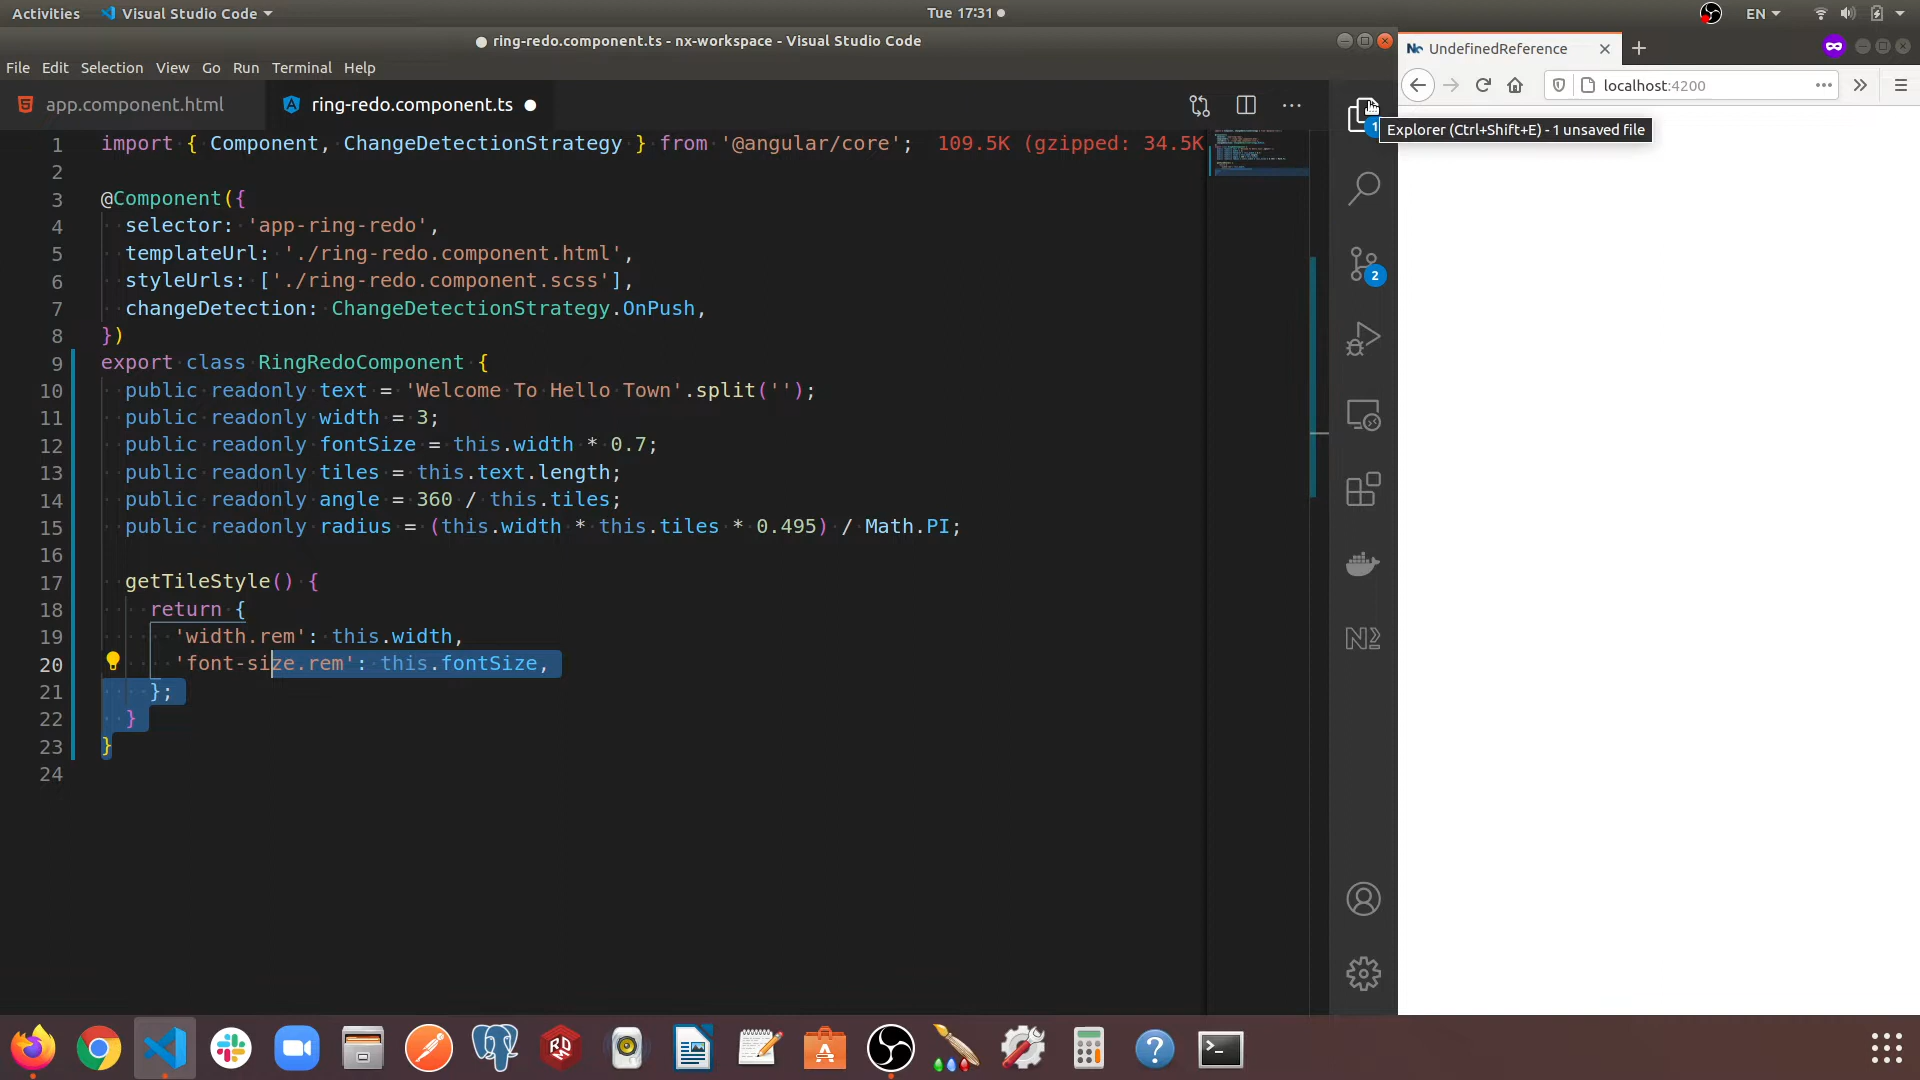 Activities Visual Studio Code Tue 17:31 EN
ring-redo.component.ts - nx-workspace - Visual Studio Code
File Edit Selection View Go Run Terminal Help
app.component.html ring-redo.component.ts
1 import { Component, ChangeDetectionStrategy } from '@angular/core'; 109.5K (gzipped: 34.5K
2
3 @Component({
4 selector: 'app-ring-redo',
5 templateUrl: './ring-redo.component.html',
6 styleUrls: ['./ring-redo.component.scss'],
7 changeDetection: ChangeDetectionStrategy.OnPush,
8 })
9 export class RingRedoComponent {
10 public readonly text = 'Welcome To Hello Town'.split('');
11 public readonly width = 3;
12 public readonly fontSize = this.width * 0.7;
13 public readonly tiles = this.text.length;
14 public readonly angle = 360 / this.tiles;
15 public readonly radius = (this.width * this.tiles * 0.495) / Math.PI;
16
17 getTileStyle() {
18 return {
19 'width.rem': this.width,
20 'font-size.rem': this.fontSize,
21 };
22 }
23 }
24
1
2
UndefinedReference
localhost:4200
Explorer (Ctrl+Shift+E) - 1 unsaved file